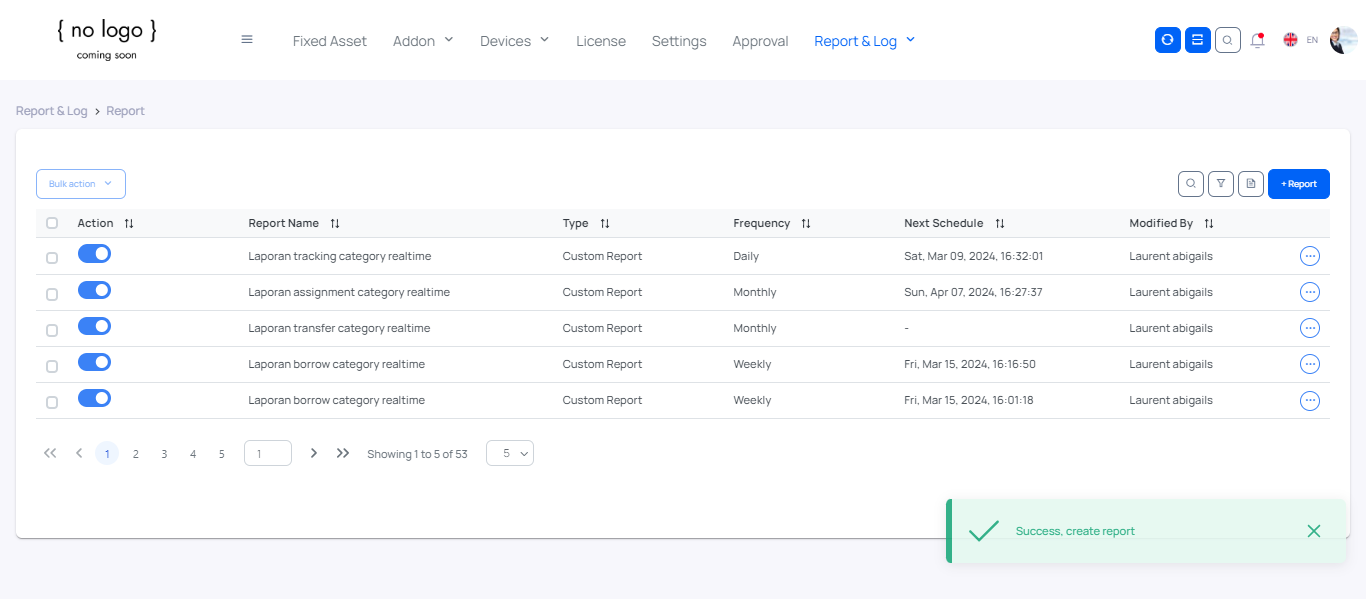 { no logo }
coming soon
Fixed Asset Addon Devices License Settings Approval Report & Log EN
Report & Log > Report
Bulk action + Report
Action Report Name Type Frequency Next Schedule Modified By
Laporan tracking category realtime Custom Report Daily Sat, Mar 09, 2024, 16:32:01 Laurent abigails
Laporan assignment category realtime Custom Report Monthly Sun, Apr 07, 2024, 16:27:37 Laurent abigails
Laporan transfer category realtime Custom Report Monthly - Laurent abigails
Laporan borrow category realtime Custom Report Weekly Fri, Mar 15, 2024, 16:16:50 Laurent abigails
Laporan borrow category realtime Custom Report Weekly Fri, Mar 15, 2024, 16:01:18 Laurent abigails
1 2 3 4 5 1 Showing 1 to 5 of 53 5
Success, create report